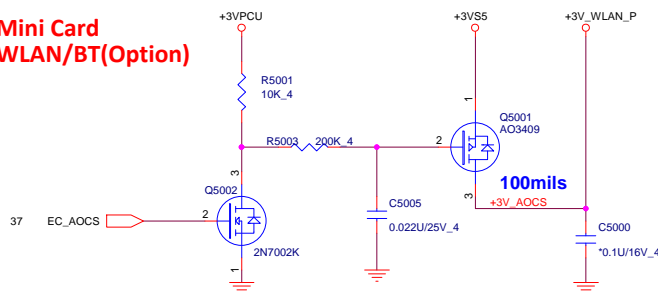 Mini Card
WLAN/BT(Option)
+3VPCU
+3VS5
+3V_WLAN_P
R5001
10K_4
R5003 200K_4
1
Q5001
AO3409
2
3
100mils
+3V_AOCS
3
Q5002
2
37 EC_AOCS
2N7002K
1
C5005
0.022U/25V_4
C5000
*0.1U/16V_4